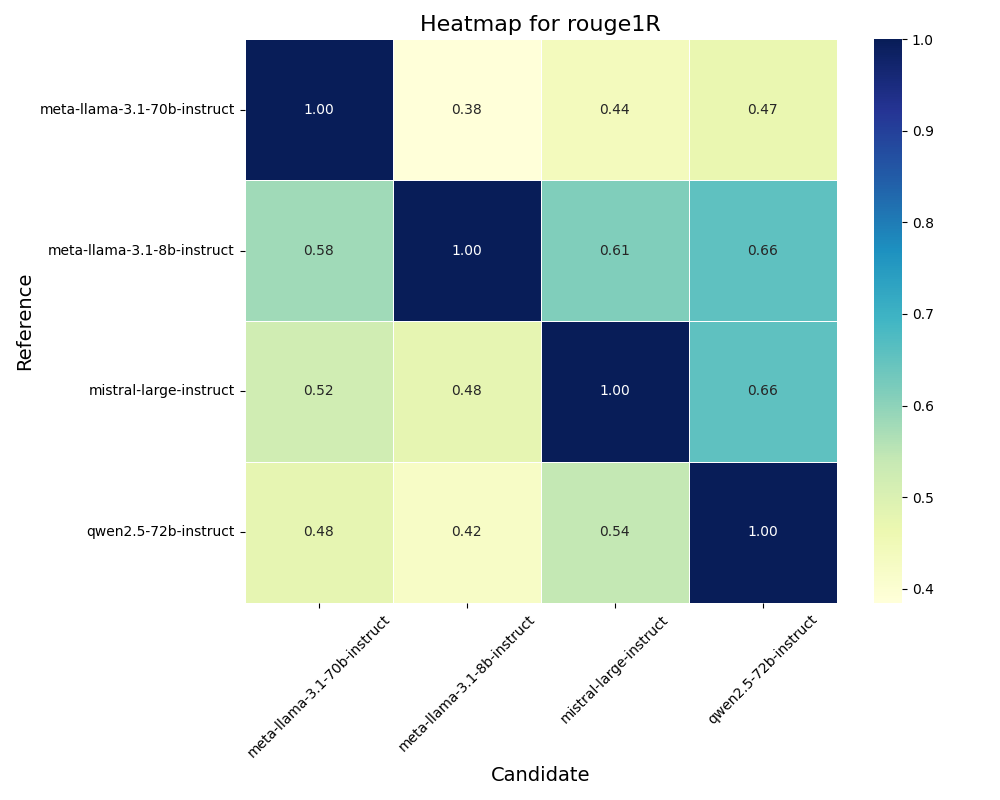 Heatmap for rouge1R
meta-llama-3.1-70b-instruct 1.00 0.38 0.44 0.47
meta-llama-3.1-8b-instruct 0.58 1.00 0.61 0.66
mistral-large-instruct 0.52 0.48 1.00 0.66
qwen2.5-72b-instruct 0.48 0.42 0.54 1.00
Reference
meta-llama-3.1-70b-instruct
meta-llama-3.1-8b-instruct
mistral-large-instruct
qwen2.5-72b-instruct
Candidate
1.0
0.9
0.8
0.7
0.6
0.5
0.4